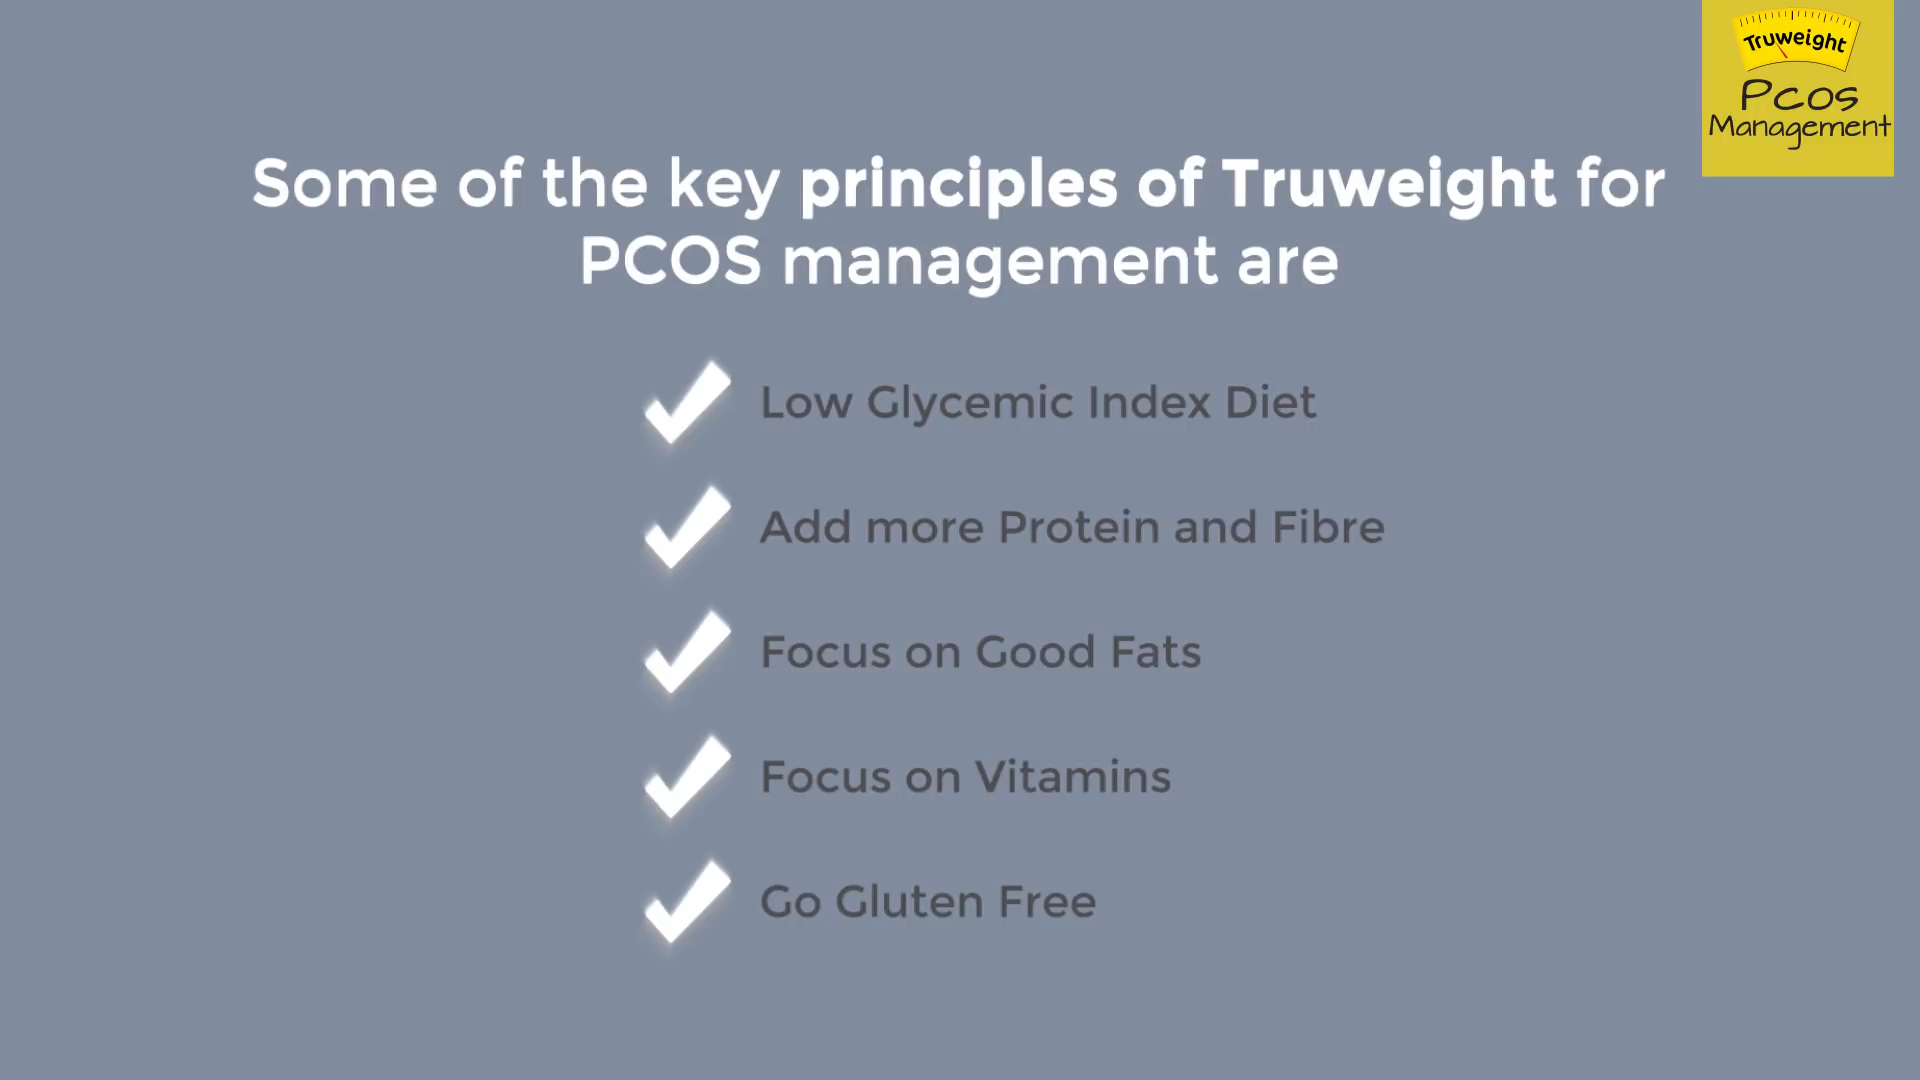 Truweight
Pcos
Management
Some of the key principles of Truweight for
PCOS management are
Low Glycemic Index Diet
Add more Protein and Fibre
Focus on Good Fats
Focus on Vitamins
Go Gluten Free